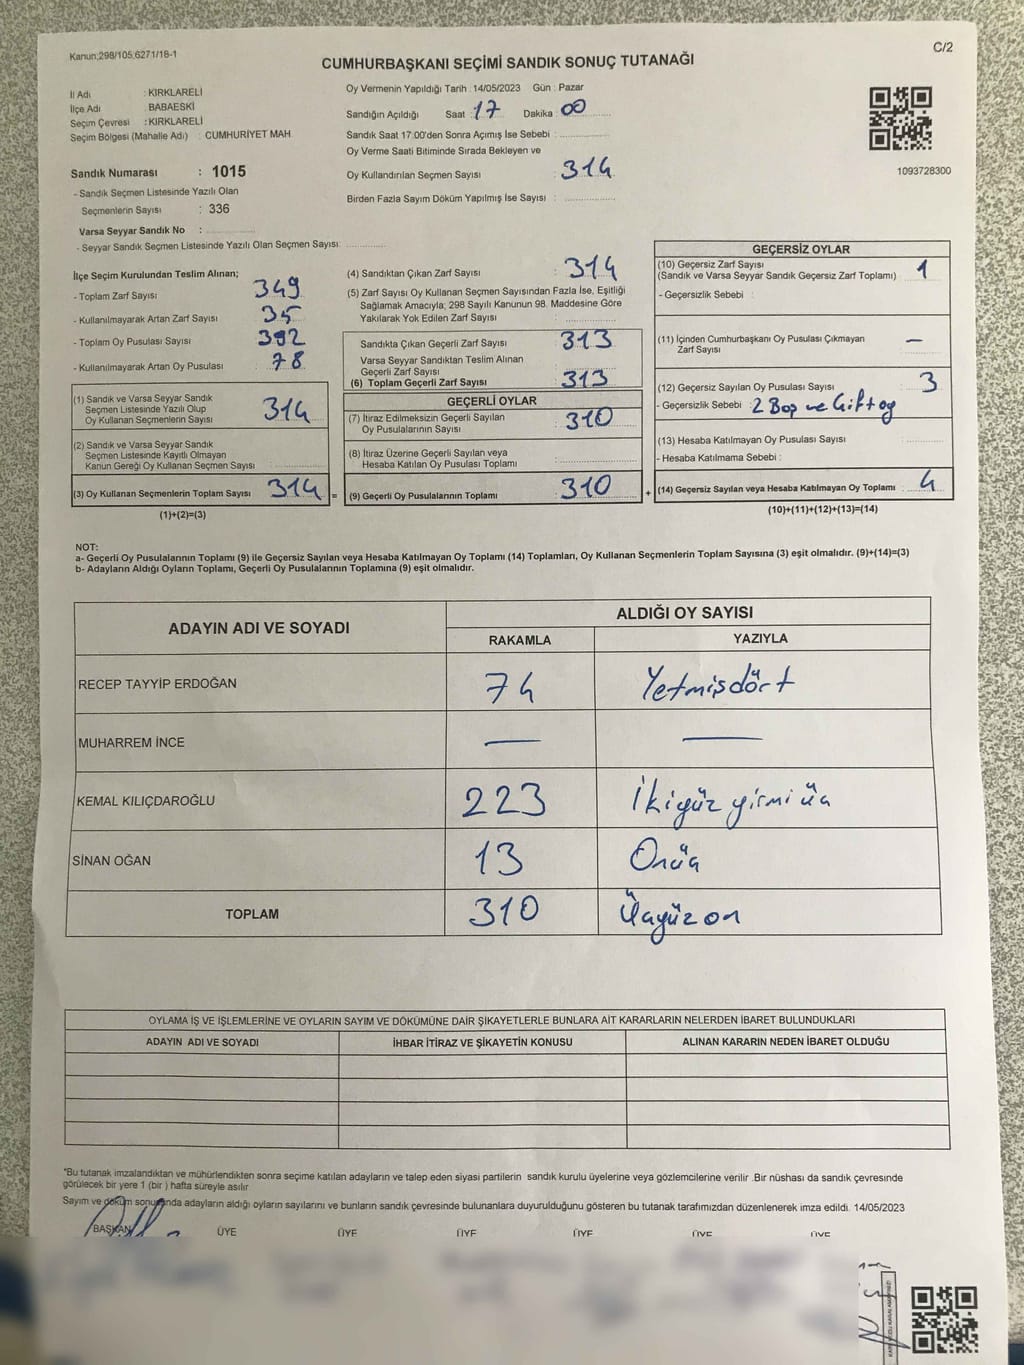 Kanun;298/105;6271/18-1
C/2
CUMHURBAŞKANI SEÇİMİ SANDIK SONUÇ TUTANAĞI
İl Adı : KIRKLARELİ
İlçe Adı : BABAESKİ
Seçim Çevresi : KIRKLARELİ
Seçim Bölgesi (Mahalle Adı) : CUMHURİYET MAH.
Sandık Numarası : 1015
- Sandık Seçmen Listesinde Yazılı Olan
Seçmenlerin Sayısı : 336
Varsa Seyyar Sandık No :
- Seyyar Sandık Seçmen Listesinde Yazılı Olan Seçmen Sayısı:
Oy Vermenin Yapıldığı Tarih : 14/05/2023 Gün : Pazar
Sandığın Açıldığı Saat : 17 Dakika : 00
Sandık Saat 17:00'den Sonra Açımış İse Sebebi :
Oy Verme Saati Bitiminde Sırada Bekleyen ve
Oy Kullandırılan Seçmen Sayısı : 314
Birden Fazla Sayım Döküm Yapılmış İse Sayısı :
1093728300
İlçe Seçim Kurulundan Teslim Alınan;
- Toplam Zarf Sayısı : 349
- Kullanılmayarak Artan Zarf Sayısı : 35
- Toplam Oy Pusulası Sayısı : 392
- Kullanılmayarak Artan Oy Pusulası : 78
(1) Sandık ve Varsa Seyyar Sandık
Seçmen Listesinde Yazılı Olup
Oy Kullanan Seçmenlerin Sayısı : 314
(2) Sandık ve Varsa Seyyar Sandık
Seçmen Listesinde Kayıtlı Olmayan
Kanun Gereği Oy Kullanan Seçmen Sayısı
(3) Oy Kullanan Seçmenlerin Toplam Sayısı 314 =
(1)+(2)=(3)
(4) Sandıktan Çıkan Zarf Sayısı : 314
(5) Zarf Sayısı Oy Kullanan Seçmen Sayısından Fazla İse, Eşitliği
Sağlamak Amacıyla; 298 Sayılı Kanunun 98. Maddesine Göre
Yakılarak Yok Edilen Zarf Sayısı :
Sandıkta Çıkan Geçerli Zarf Sayısı : 313
Varsa Seyyar Sandıktan Teslim Alınan
Geçerli Zarf Sayısı
(6) Toplam Geçerli Zarf Sayısı 313
GEÇERLİ OYLAR
(7) İtiraz Edilmeksizin Geçerli Sayılan
Oy Pusulalarının Sayısı : 310
(8) İtiraz Üzerine Geçerli Sayılan veya
Hesaba Katılan Oy Pusulası Toplamı
(9) Geçerli Oy Pusulalarının Toplamı : 310 +
GEÇERSİZ OYLAR
(10) Geçersiz Zarf Sayısı
(Sandık ve Varsa Seyyar Sandık Geçersiz Zarf Toplamı) 1
- Geçersizlik Sebebi :
(11) İçinden Cumhurbaşkanı Oy Pusulası Çıkmayan
Zarf Sayısı —
(12) Geçersiz Sayılan Oy Pusulası Sayısı 3
- Geçersizlik Sebebi : 2 Boş ve Çift oy
(13) Hesaba Katılmayan Oy Pusulası Sayısı
- Hesaba Katılmama Sebebi :
(14) Geçersiz Sayılan veya Hesaba Katılmayan Oy Toplamı 4
(10)+(11)+(12)+(13)=(14)
NOT:
a- Geçerli Oy Pusulalarının Toplamı (9) ile Geçersiz Sayılan veya Hesaba Katılmayan Oy Toplamı (14) Toplamları, Oy Kullanan Seçmenlerin Toplam Sayısına (3) eşit olmalıdır. (9)+(14)=(3)
b- Adayların Aldığı Oyların Toplamı, Geçerli Oy Pusulalarının Toplamına (9) eşit olmalıdır.
ADAYIN ADI VE SOYADI
ALDIĞI OY SAYISI
RAKAMLA YAZIYLA
RECEP TAYYİP ERDOĞAN 74 Yetmişdört
MUHARREM İNCE — —
KEMAL KILIÇDAROĞLU 223 İkiyüz yirmi üç
SİNAN OĞAN 13 Onüç
TOPLAM 310 Üçyüz on
OYLAMA İŞ VE İŞLEMLERİNE VE OYLARIN SAYIM VE DÖKÜMÜNE DAİR ŞİKAYETLERLE BUNLARA AİT KARARLARIN NELERDEN İBARET BULUNDUKLARI
ADAYIN ADI VE SOYADI İHBAR İTİRAZ VE ŞİKAYETİN KONUSU ALINAN KARARIN NEDEN İBARET OLDUĞU
*Bu tutanak imzalandıktan ve mühürlendikten sonra seçime katılan adayların ve talep eden siyasi partilerin sandık kurulu üyelerine veya gözlemcilerine verilir .Bir nüshası da sandık çevresinde
görülecek bir yere 1 (bir ) hafta süreyle asılır
Sayım ve döküm sonucunda adayların aldığı oyların sayılarını ve bunların sandık çevresinde bulunanlara duyurulduğunu gösteren bu tutanak tarafımızdan düzenlenerek imza edildi. 14/05/2023
BAŞKAN ÜYE ÜYE ÜYE ÜYE ÜYE ÜYE